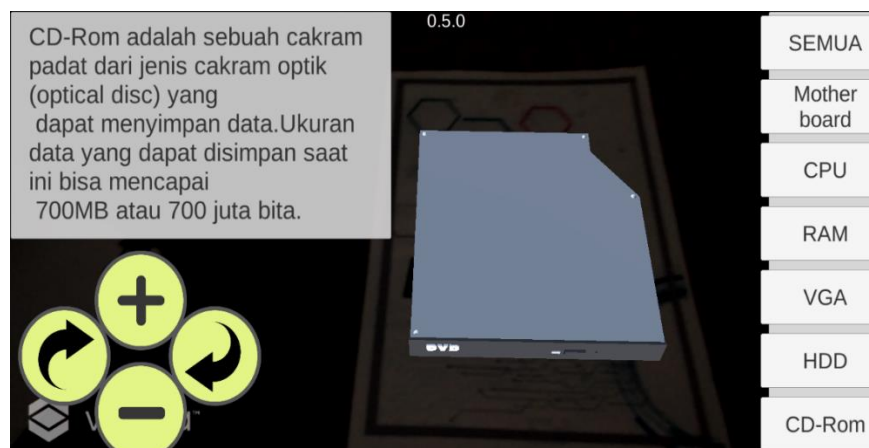 CD-Rom adalah sebuah cakram
padat dari jenis cakram optik
(optical disc) yang
dapat menyimpan data.Ukuran
data yang dapat disimpan saat
ini bisa mencapai
700MB atau 700 juta bita.
0.5.0
SEMUA
Mother
board
CPU
RAM
VGA
HDD
CD-Rom
DVD